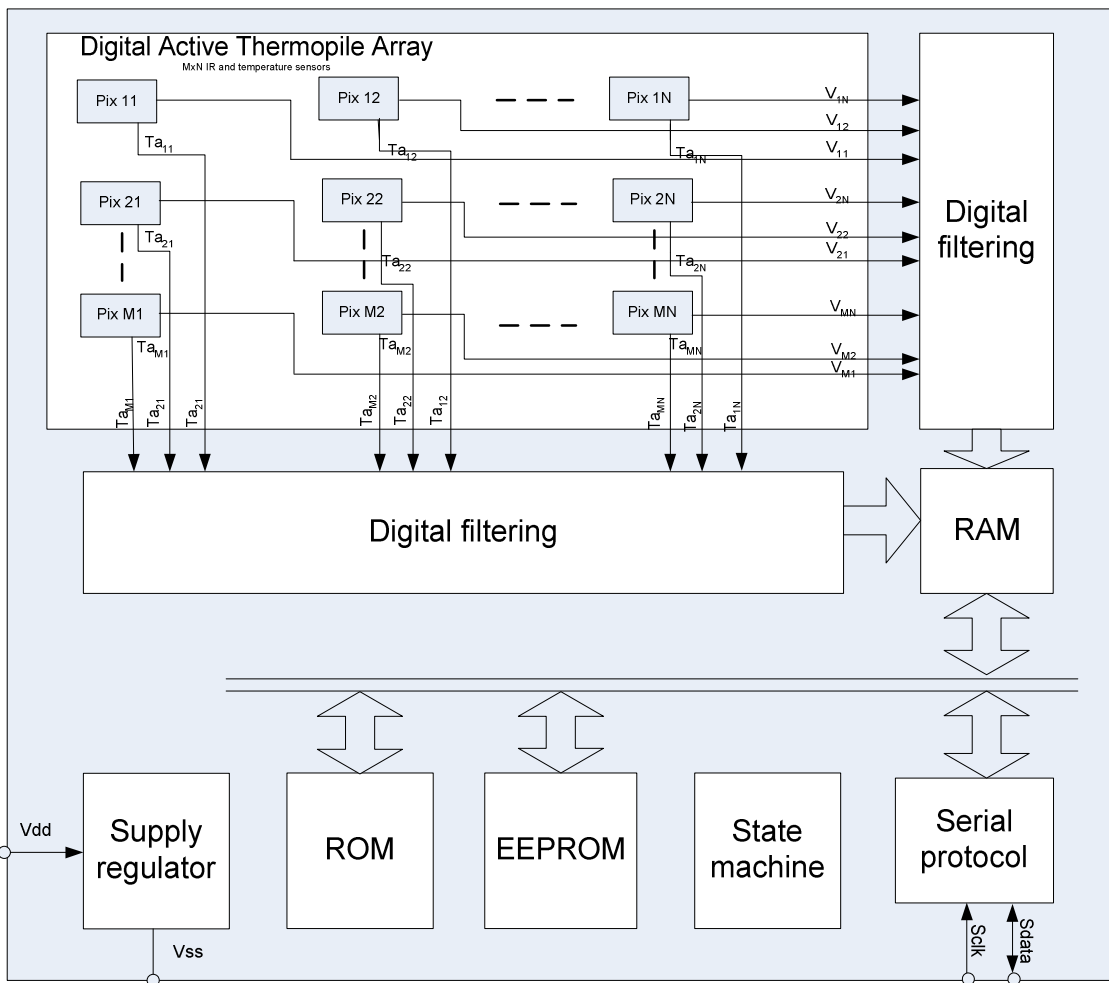 Digital Active Thermopile Array
MxN IR and temperature sensors
Pix 11
Pix 12
Pix 1N
V1N
V12
V11
Ta11
Ta12
Ta1N
Pix 21
Pix 22
Pix 2N
V2N
V22
V21
Ta21
Ta22
Ta2N
Pix M1
Pix M2
Pix MN
VMN
VM2
VM1
TaM1
TaM2
TaMN
TaM1
Ta21
Ta21
TaM2
Ta22
Ta12
TaMN
Ta2N
Ta1N
Digital
filtering
Digital filtering
RAM
Vdd
Supply
regulator
Vss
ROM
EEPROM
State
machine
Serial
protocol
Sclk
Sdata